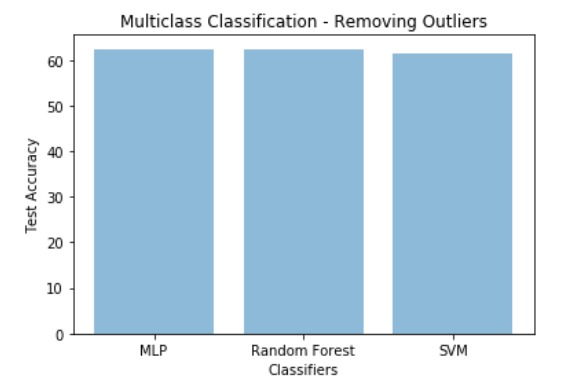 Multiclass Classification - Removing Outliers
60
50
40
30
20
10
0
Test Accuracy
MLP
Random Forest
SVM
Classifiers